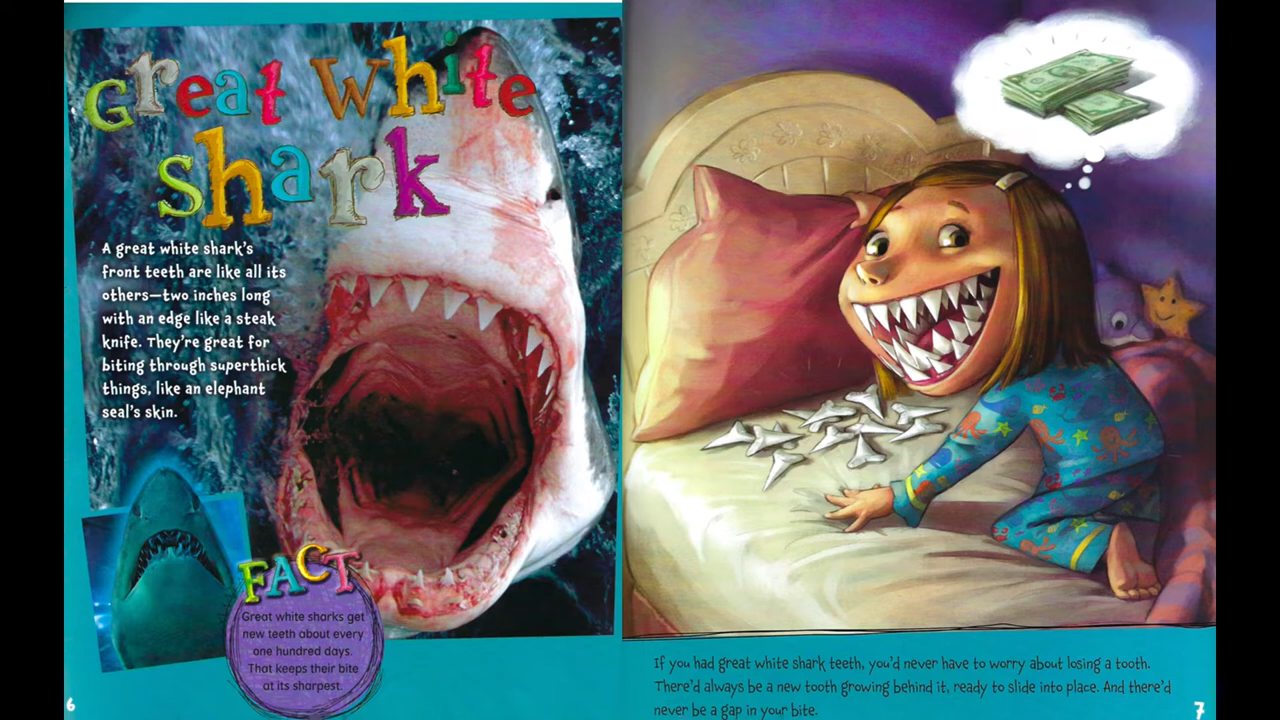 Great White
shark
A great white shark's
front teeth are like all its
others—two inches long
with an edge like a steak
knife. They're great for
biting through superthick
things, like an elephant
seal's skin.
FACT
Great white sharks get
new teeth about every
one hundred days.
That keeps their bite
at its sharpest.
6
If you had great white shark teeth, you'd never have to worry about losing a tooth.
There'd always be a new tooth growing behind it, ready to slide into place. And there'd
never be a gap in your bite.
7